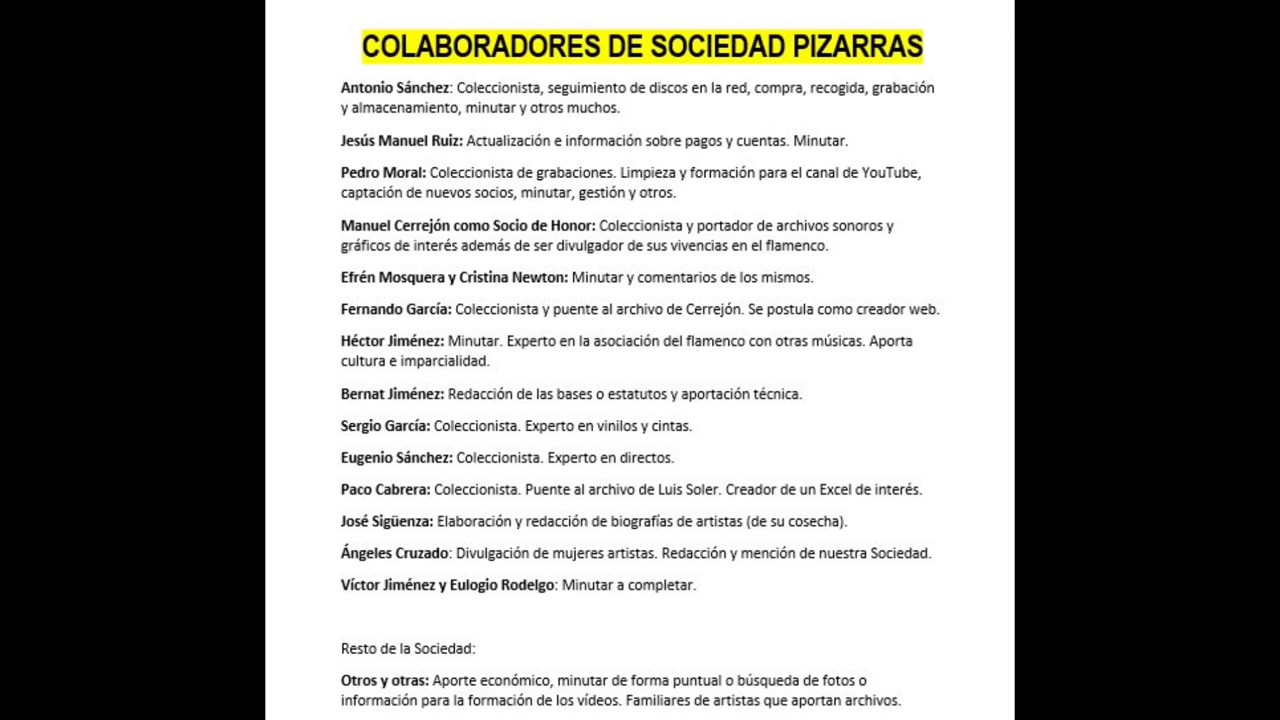 COLABORADORES DE SOCIEDAD PIZARRAS
Antonio Sánchez: Coleccionista, seguimiento de discos en la red, compra, recogida, grabación
y almacenamiento, minutar y otros muchos.
Jesús Manuel Ruiz: Actualización e información sobre pagos y cuentas. Minutar.
Pedro Moral: Coleccionista de grabaciones. Limpieza y formación para el canal de YouTube,
captación de nuevos socios, minutar, gestión y otros.
Manuel Cerrejón como Socio de Honor: Coleccionista y portador de archivos sonoros y
gráficos de interés además de ser divulgador de sus vivencias en el flamenco.
Efrén Mosquera y Cristina Newton: Minutar y comentarios de los mismos.
Fernando García: Coleccionista y puente al archivo de Cerrejón. Se postula como creador web.
Héctor Jiménez: Minutar. Experto en la asociación del flamenco con otras músicas. Aporta
cultura e imparcialidad.
Bernat Jiménez: Redacción de las bases o estatutos y aportación técnica.
Sergio García: Coleccionista. Experto en vinilos y cintas.
Eugenio Sánchez: Coleccionista. Experto en directos.
Paco Cabrera: Coleccionista. Puente al archivo de Luis Soler. Creador de un Excel de interés.
José Sigüenza: Elaboración y redacción de biografías de artistas (de su cosecha).
Ángeles Cruzado: Divulgación de mujeres artistas. Redacción y mención de nuestra Sociedad.
Víctor Jiménez y Eulogio Rodelgo: Minutar a completar.
Resto de la Sociedad:
Otros y otras: Aporte económico, minutar de forma puntual o búsqueda de fotos o
información para la formación de los vídeos. Familiares de artistas que aportan archivos.